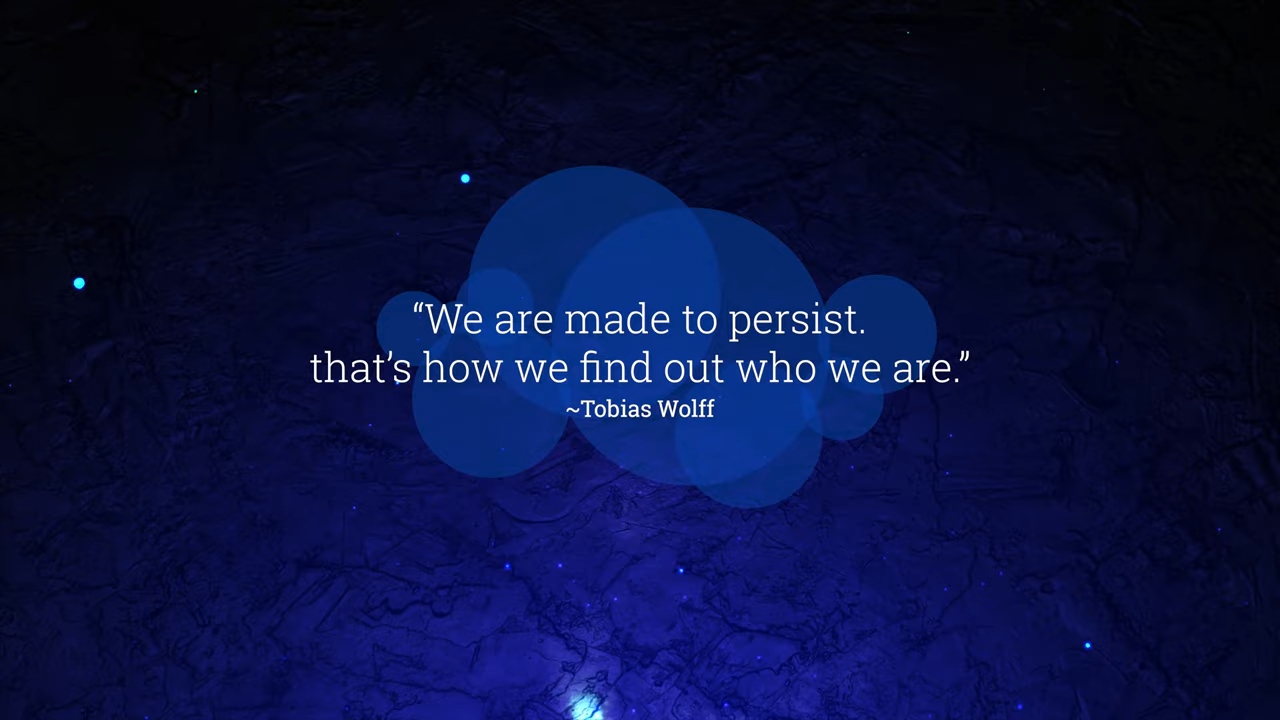 “We are made to persist.
that’s how we find out who we are.”
~Tobias Wolff